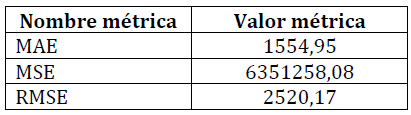 Nombre métrica Valor métrica
MAE 1554,95
MSE 6351258,08
RMSE 2520,17